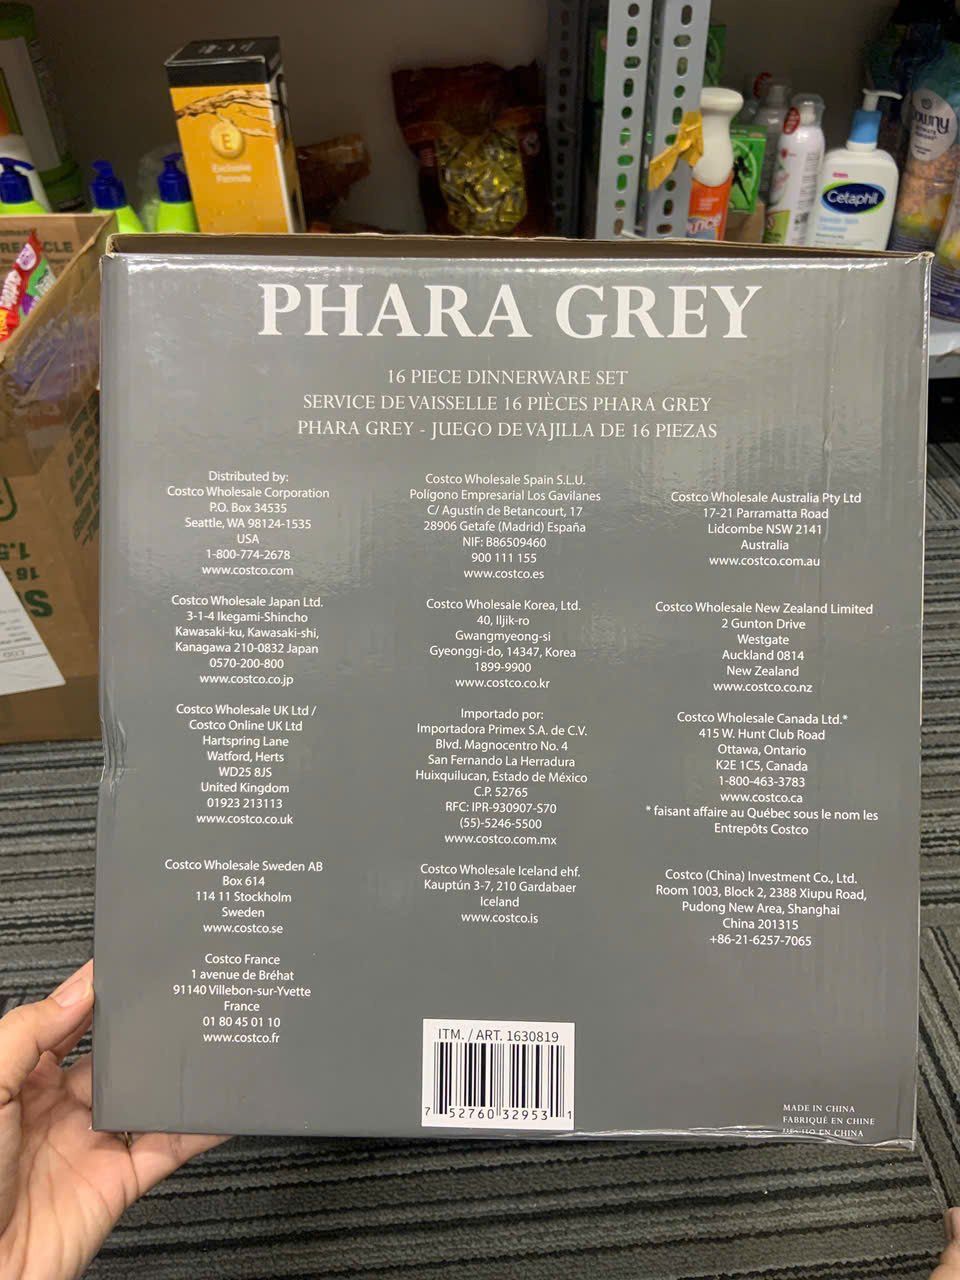 PHARA GREY
16 PIECE DINNERWARE SET
SERVICE DE VAISSELLE 16 PIÈCES PHARA GREY
PHARA GREY - JUEGO DE VAJILLA DE 16 PIEZAS
Distributed by:
Costco Wholesale Corporation
P.O. Box 34535
Seattle, WA 98124-1535
USA
1-800-774-2678
www.costco.com
Costco Wholesale Spain S.L.U.
Polígono Empresarial Los Gavilanes
C/ Agustín de Betancourt, 17
28906 Getafe (Madrid) España
NIF: B86509460
900 111 155
www.costco.es
Costco Wholesale Australia Pty Ltd
17-21 Parramatta Road
Lidcombe NSW 2141
Australia
www.costco.com.au
Costco Wholesale Japan Ltd.
3-1-4 Ikegami-Shincho
Kawasaki-ku, Kawasaki-shi,
Kanagawa 210-0832 Japan
0570-200-800
www.costco.co.jp
Costco Wholesale Korea, Ltd.
40, Iljik-ro
Gwangmyeong-si
Gyeonggi-do, 14347, Korea
1899-9900
www.costco.co.kr
Costco Wholesale New Zealand Limited
2 Gunton Drive
Westgate
Auckland 0814
New Zealand
www.costco.co.nz
Costco Wholesale UK Ltd /
Costco Online UK Ltd
Hartspring Lane
Watford, Herts
WD25 8JS
United Kingdom
01923 213113
www.costco.co.uk
Importado por:
Importadora Primex S.A. de C.V.
Blvd. Magnocentro No. 4
San Fernando La Herradura
Huixquilucan, Estado de México
C.P. 52765
RFC: IPR-930907-S70
(55)-5246-5500
www.costco.com.mx
Costco Wholesale Canada Ltd.*
415 W. Hunt Club Road
Ottawa, Ontario
K2E 1C5, Canada
1-800-463-3783
www.costco.ca
* faisant affaire au Québec sous le nom les
Entrepôts Costco
Costco Wholesale Sweden AB
Box 614
114 11 Stockholm
Sweden
www.costco.se
Costco Wholesale Iceland ehf.
Kauptún 3-7, 210 Gardabaer
Iceland
www.costco.is
Costco (China) Investment Co., Ltd.
Room 1003, Block 2, 2388 Xiupu Road,
Pudong New Area, Shanghai
China 201315
+86-21-6257-7065
Costco France
1 avenue de Bréhat
91140 Villebon-sur-Yvette
France
01 80 45 01 10
www.costco.fr
ITM. / ART. 1630819
7 52760 32953 1
MADE IN CHINA
FABRIQUÉ EN CHINE
HECHO EN CHINA
E
Exclusive
Formula
Cetaphil
Downy